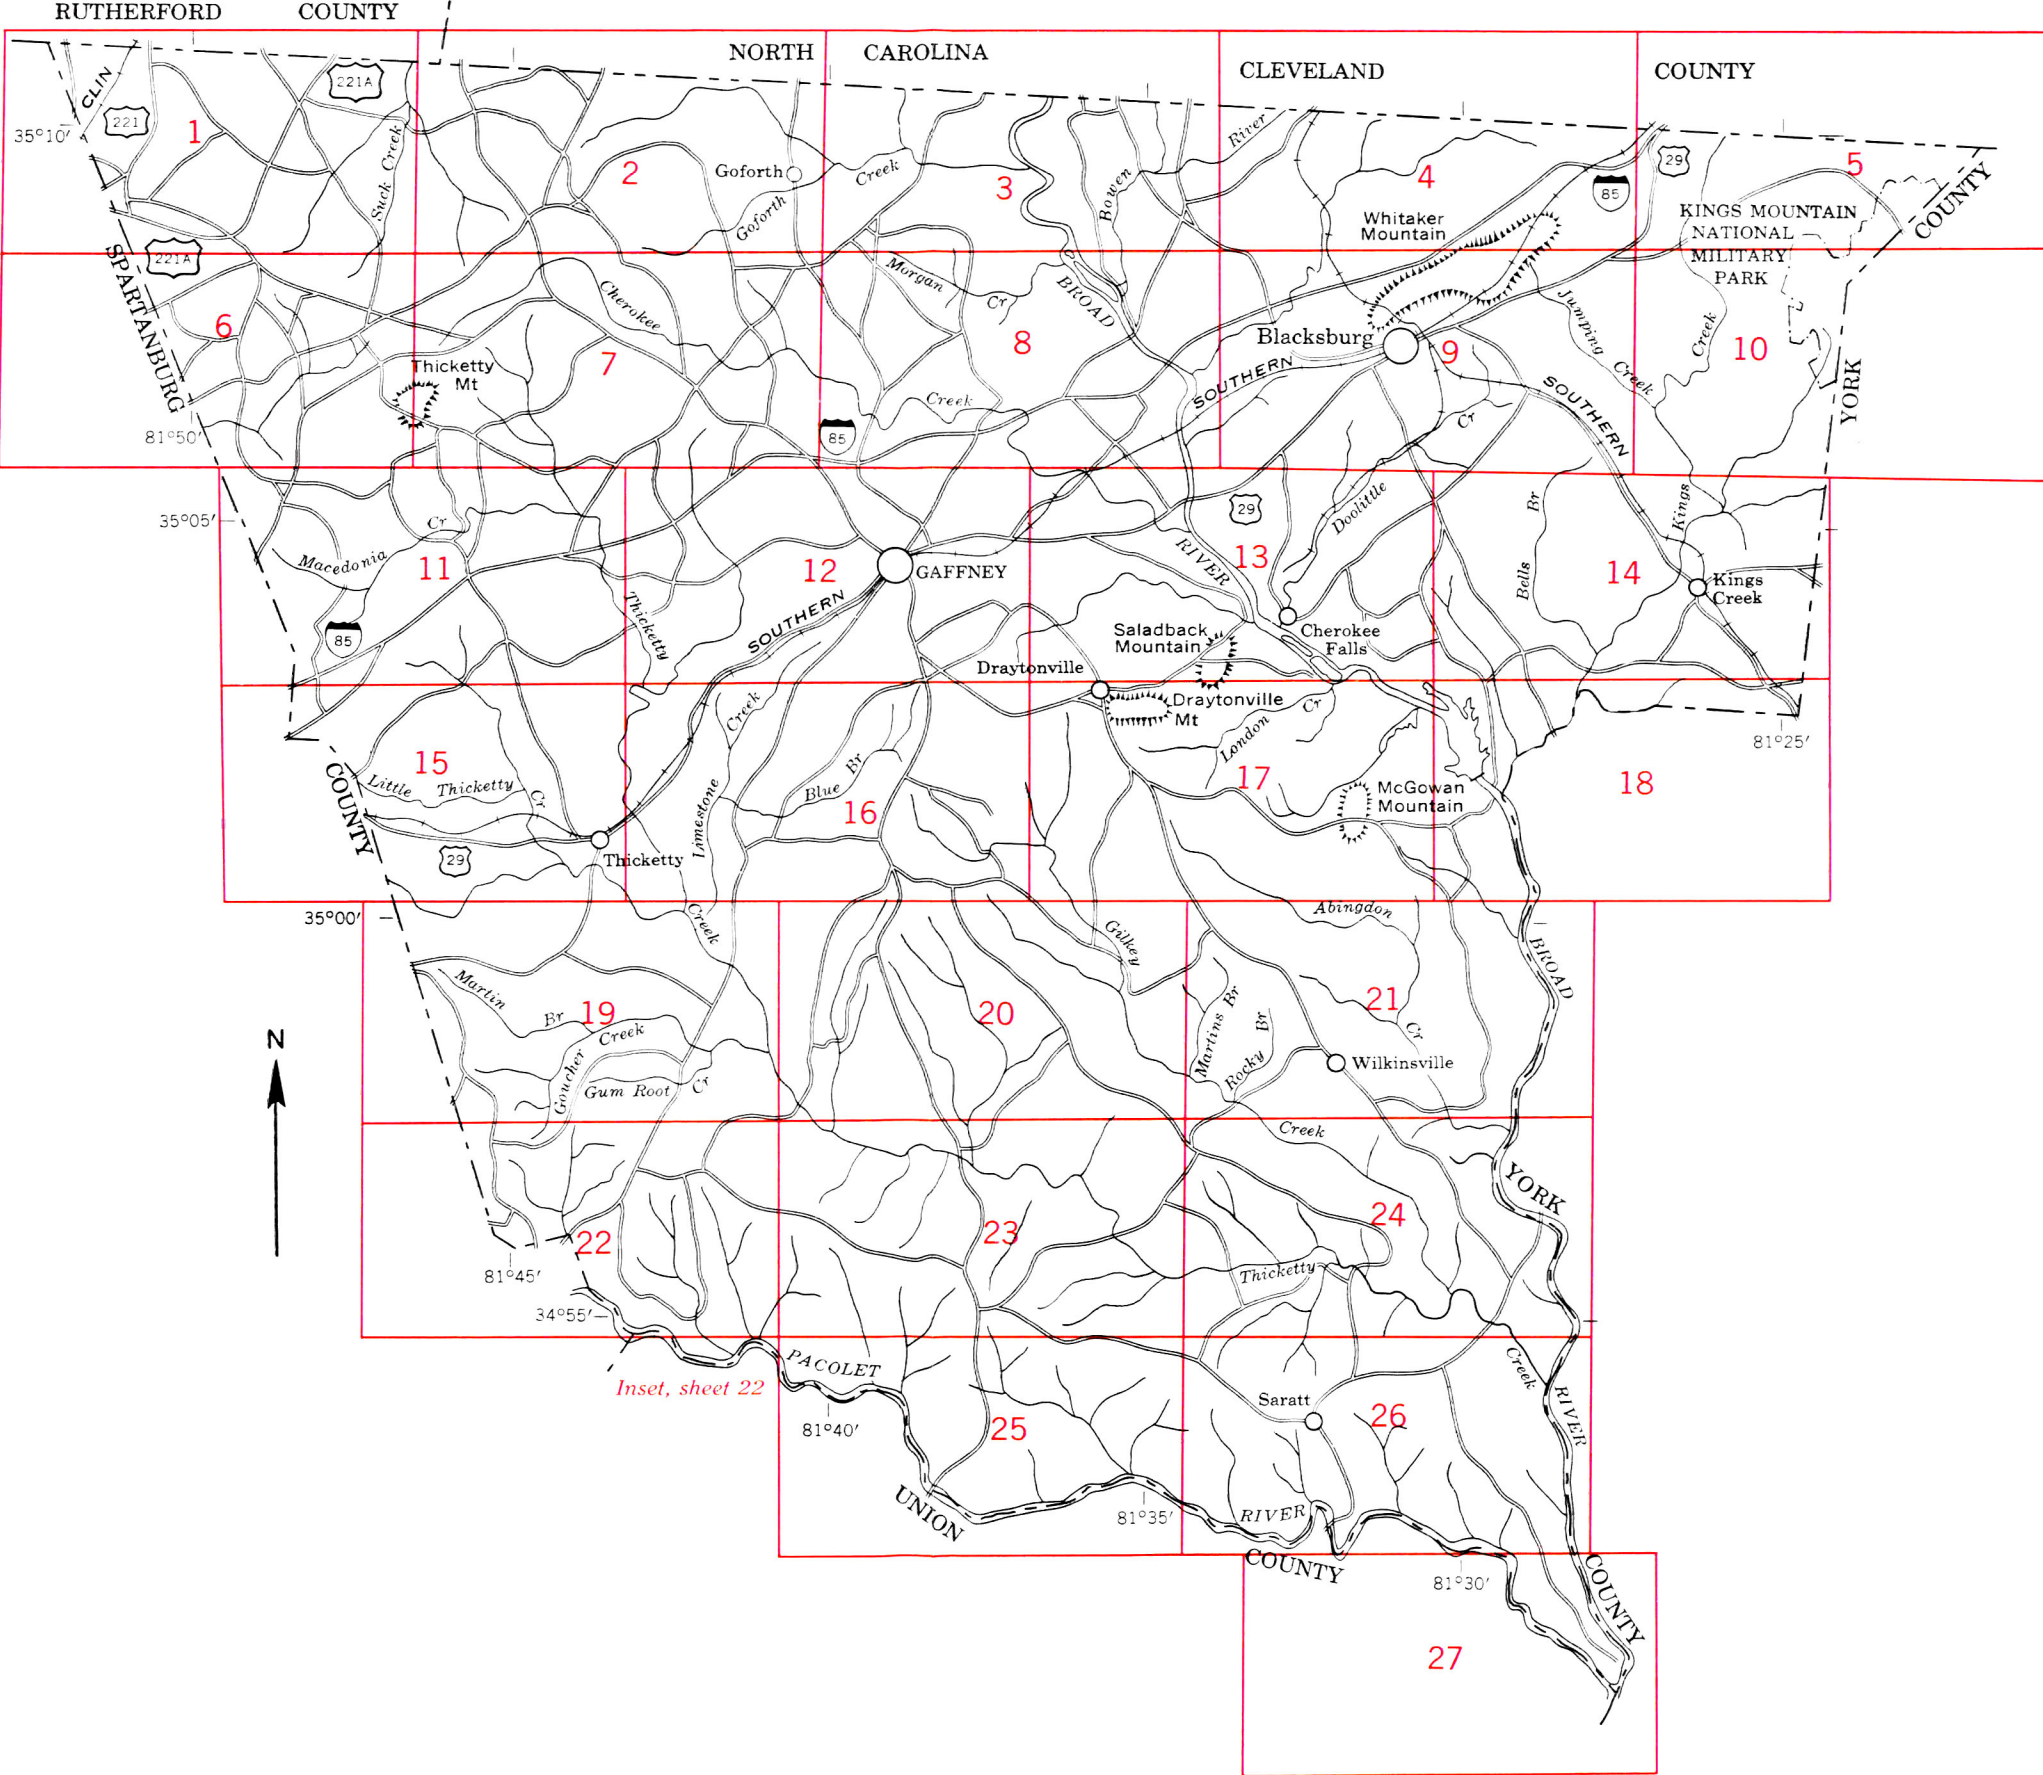 RUTHERFORD COUNTY
NORTH CAROLINA
CLEVELAND COUNTY
CLIN
221A
221
35°10′
1
Suck Creek
2
Goforth
Goforth
Creek
3
Bowen
River
4
29
85
5
Whitaker
Mountain
KINGS MOUNTAIN
NATIONAL
MILITARY
PARK
COUNTY
SPARTANBURG
221A
6
Cherokee
Morgan
Cr
BROAD
7
8
Thicketty
Mt
Blacksburg
9
Jumping
Creek
Creek
10
YORK
SOUTHERN
SOUTHERN
Creek
Cr
81°50′
85
35°05′
Cr
Macedonia
11
12
GAFFNEY
29
RIVER
13
Doolittle
Br
Bells
14
Kings
Kings
Creek
85
Thicketty
SOUTHERN
Saladback
Mountain
Cherokee
Falls
Draytonville
Draytonville
Mt
Creek
London
Cr
81°25′
15
Little Thicketty
Cr
COUNTY
29
Thicketty
Limestone
Blue Br
16
17
McGowan
Mountain
18
35°00′
Creek
Gilkey
Abingdon
BROAD
Martin
Br
19
Creek
Goucher
Gum Root
Cr
20
Martins Br
Rocky
Br
21
Cr
Wilkinsville
N
Creek
YORK
22
23
24
81°45′
34°55′
Thicketty
Creek
Inset, sheet 22
PACOLET
81°40′
25
Saratt
26
RIVER
UNION
81°35′
RIVER
COUNTY
81°30′
COUNTY
27